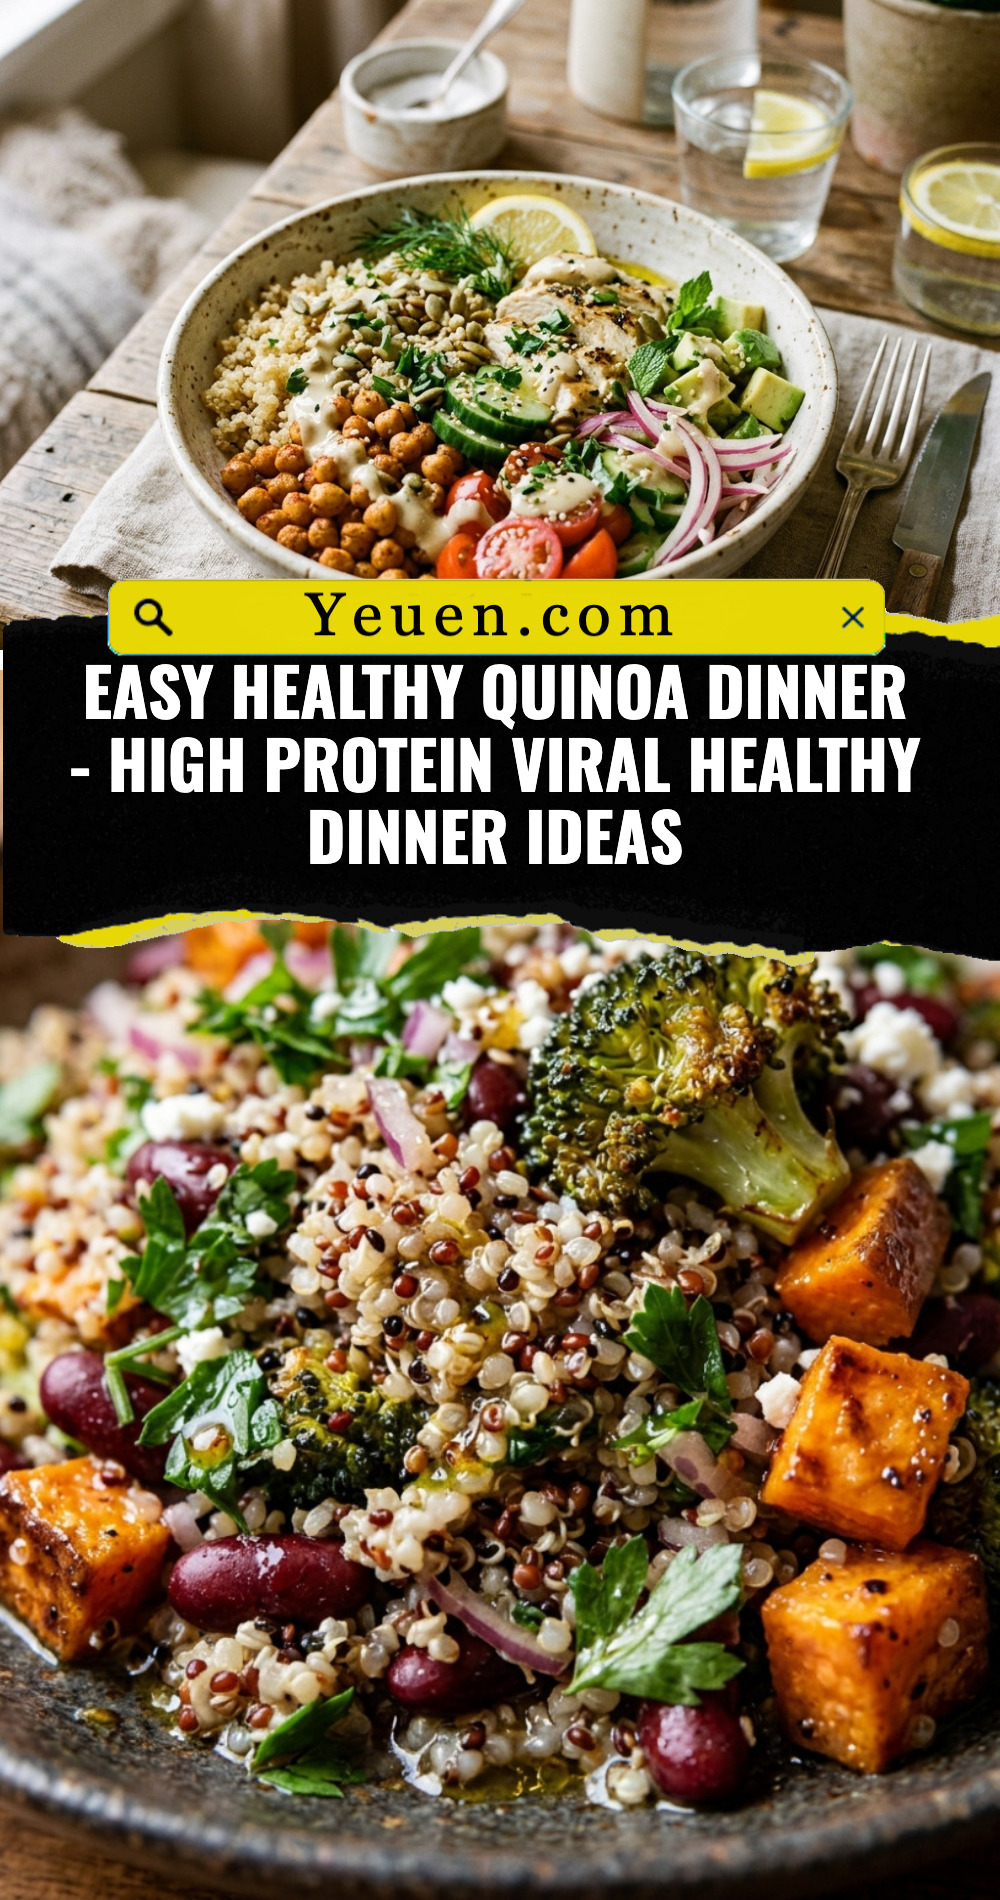 Yeuen.com
EASY HEALTHY QUINOA DINNER
- HIGH PROTEIN VIRAL HEALTHY
DINNER IDEAS